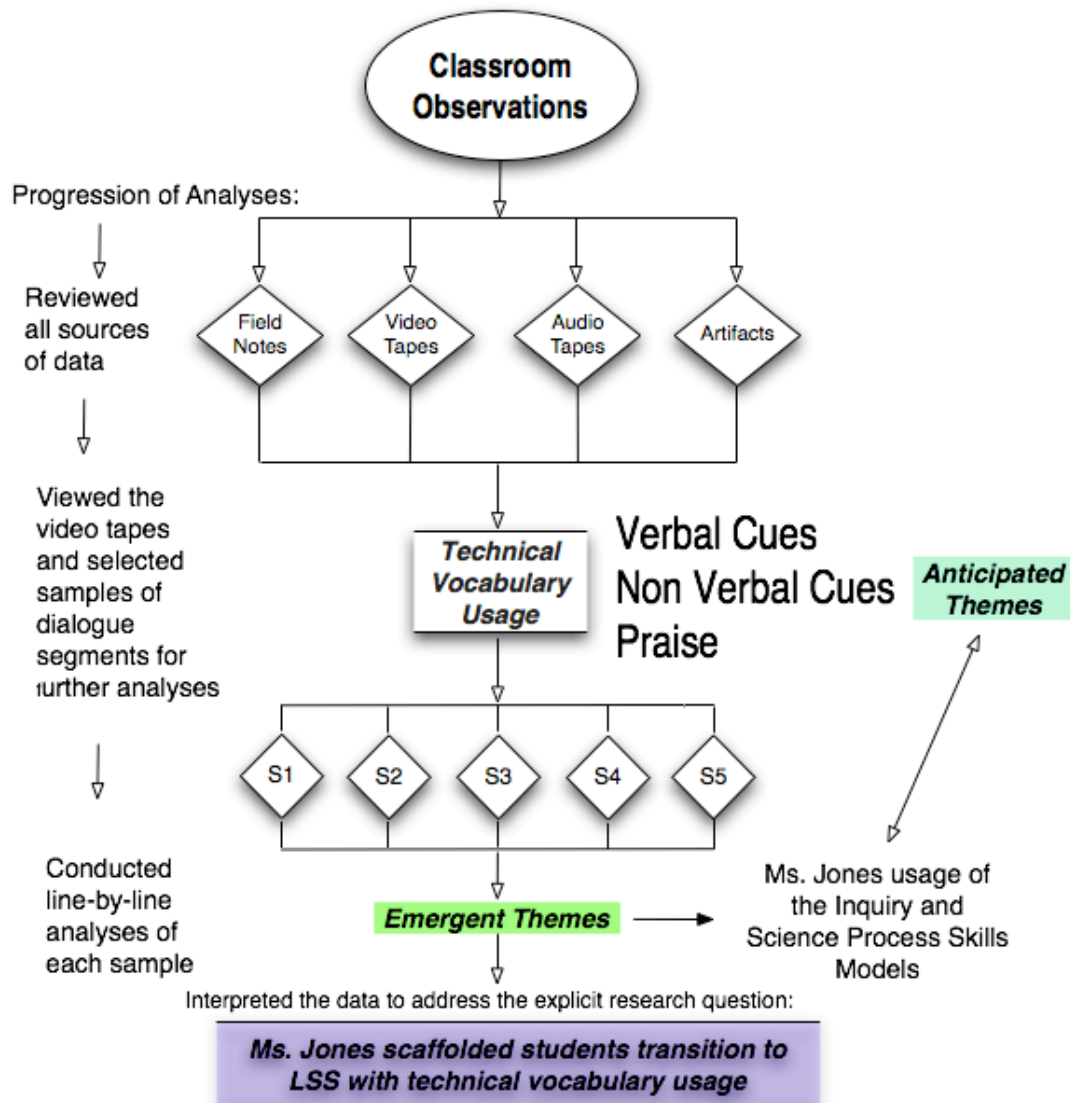 Classroom
Observations
Progression of Analyses:
Reviewed
all sources
of data
Field
Notes
Video
Tapes
Audio
Tapes
Artifacts
Viewed the
video tapes
and selected
samples of
dialogue
segments for
further analyses
Technical
Vocabulary
Usage
Verbal Cues
Non Verbal Cues
Praise
Anticipated
Themes
S1
S2
S3
S4
S5
Conducted
line-by-line
analyses of
each sample
Emergent Themes
Ms. Jones usage of
the Inquiry and
Science Process Skills
Models
Interpreted the data to address the explicit research question:
Ms. Jones scaffolded students transition to
LSS with technical vocabulary usage